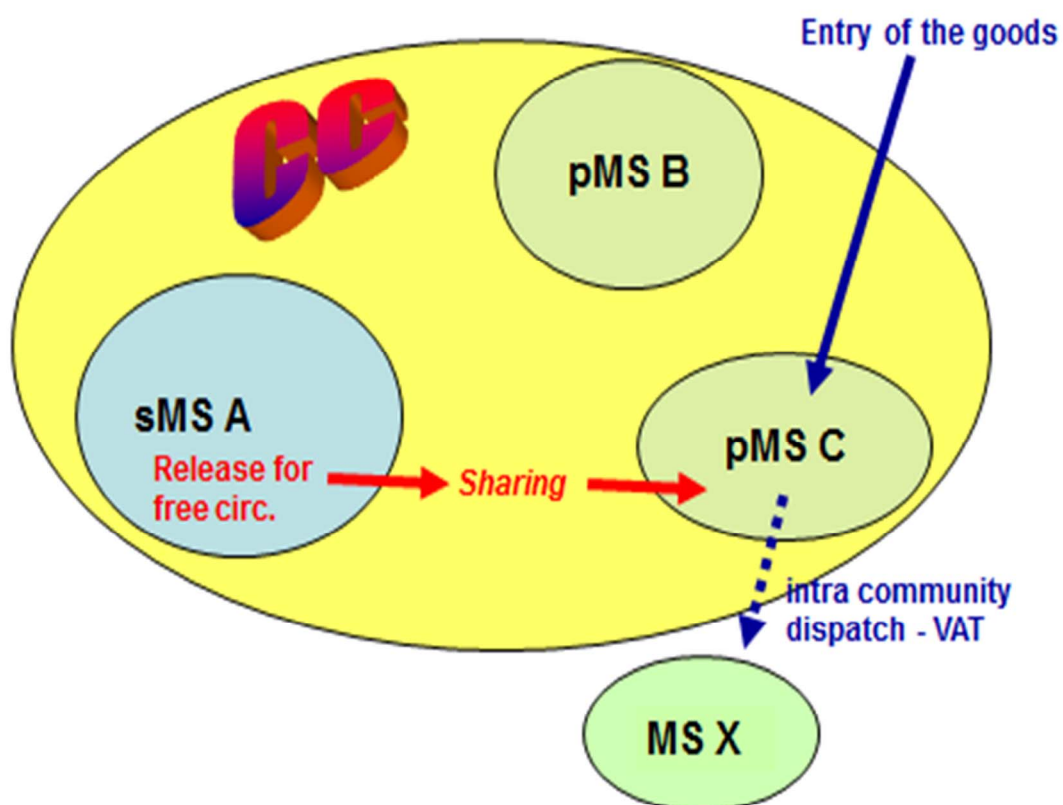 Entry of the goods
CC
pMS B
sMS A
Release for
free circ.
Sharing
pMS C
intra community
dispatch - VAT
MS X